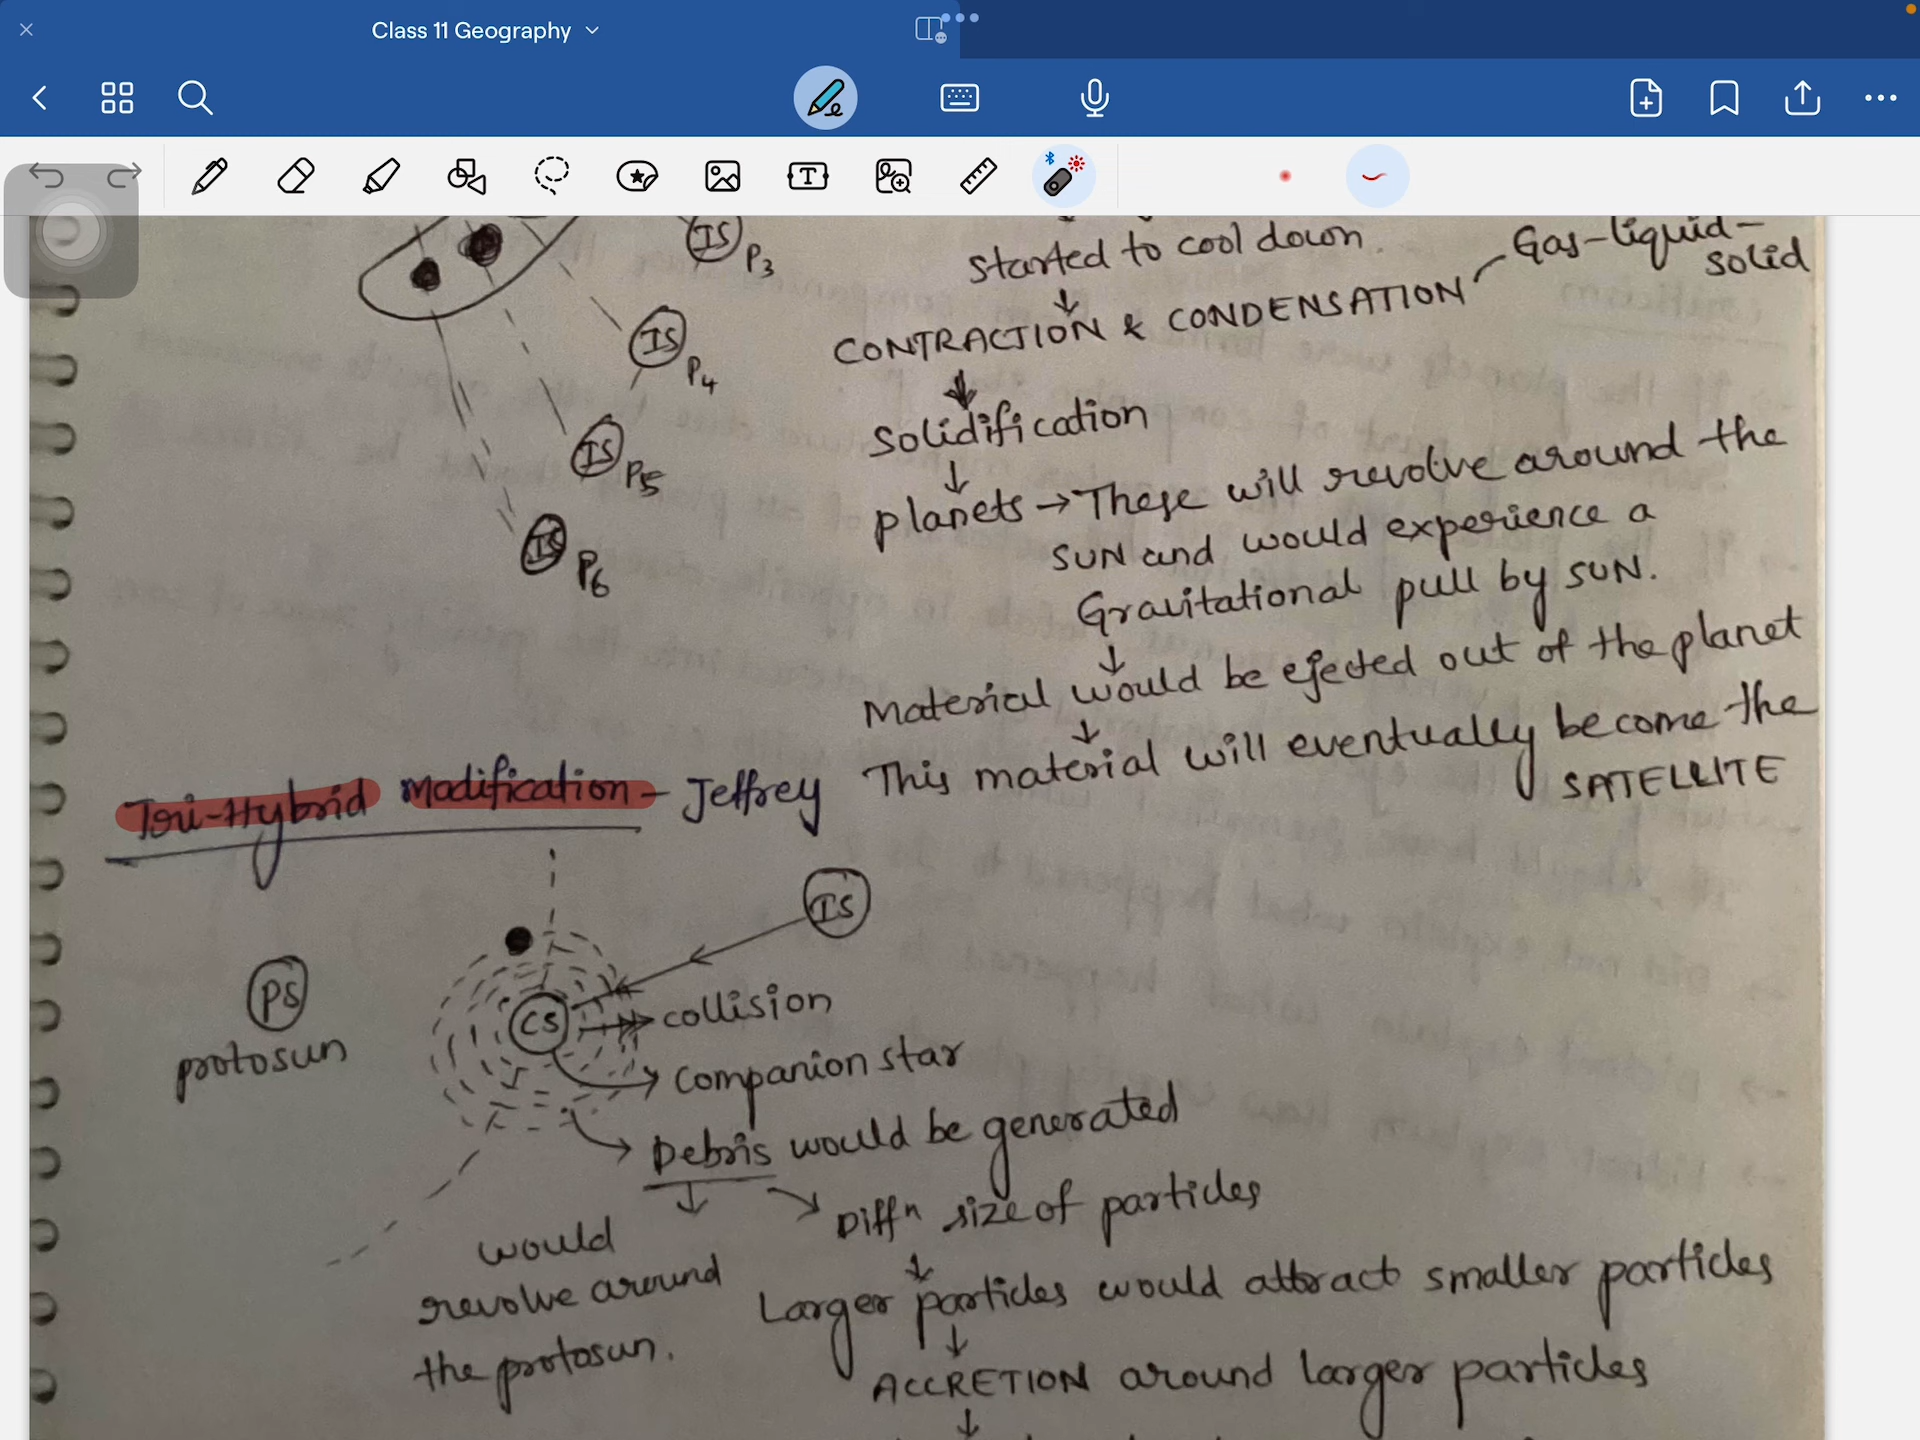 Class 11 Geography
T
IS P3
started to cool down.
Gas-liquid-
solid
IS P4
CONTRACTION & CONDENSATION
Solidification
IS P5
planets → These will revolve around the
SUN and would experience a
Gravitational pull by SUN.
IS P6
Material would be ejected out of the planet
This material will eventually become the
SATELLITE
Tri-Hybrid Modification - Jeffrey
IS
PS
protosun
CS
collision
Companion star
Debris would be generated
Diffn size of particles
would
revolve around
the protosun.
Larger particles would attract smaller particles
ACCRETION around larger particles